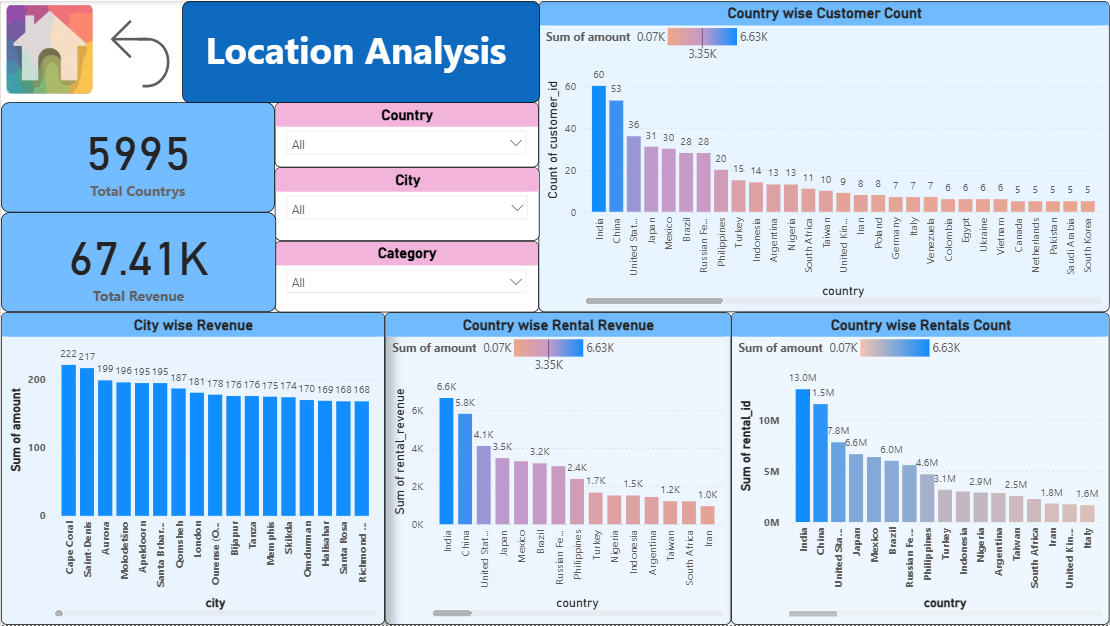 Location Analysis
5995
Total Countrys
67.41K
Total Revenue
Country
All
City
All
Category
All
Country wise Customer Count
Sum of amount 0.07K 6.63K
3.35K
Count of customer_id
60
40
20
0
60 53 36 31 30 28 28 20 15 14 13 13 11 10 9 8 8 7 7 7 6 6 6 6 5 5 5 5 5
India
China
United Stat...
Japan
Mexico
Brazil
Russian Fe...
Philippines
Turkey
Indonesia
Argentina
Nigeria
South Africa
Taiwan
United Kin...
Iran
Poland
Germany
Italy
Venezuela
Colombia
Egypt
Ukraine
Vietnam
Canada
Netherlands
Pakistan
Saudi Arabia
South Korea
country
City wise Revenue
Sum of amount
200
100
0
222 217 199 196 195 195 187 181 178 176 176 175 174 170 169 168 168
Cape Coral
Saint-Denis
Aurora
Molodetno
Apeldoorn
Santa Brhar...
Qomsheh
London
Ourense (O...
Bijapur
Tanza
Memphis
Skikda
Omdurman
Halisahar
Santa Rosa
Richmond ...
city
Country wise Rental Revenue
Sum of amount 0.07K 6.63K
3.35K
Sum of rental_revenue
6K
4K
2K
0K
6.6K 5.8K 4.1K 3.5K 3.2K 2.4K 1.7K 1.5K 1.2K 1.0K
India
China
United Stat...
Japan
Mexico
Brazil
Russian Fe...
Philippines
Turkey
Nigeria
Indonesia
Argentina
Taiwan
South Africa
Iran
country
Country wise Rentals Count
Sum of amount 0.07K 6.63K
Sum of rental_id
10M
5M
0M
13.0M 11.5M 7.8M 6.6M 6.0M 4.6M 3.1M 2.9M 2.5M 1.8M 1.6M
India
China
United Sta...
Japan
Mexico
Brazil
Russian Fe...
Philippines
Turkey
Indonesia
Nigeria
Argentina
Taiwan
South Africa
Iran
United Kin...
Italy
country